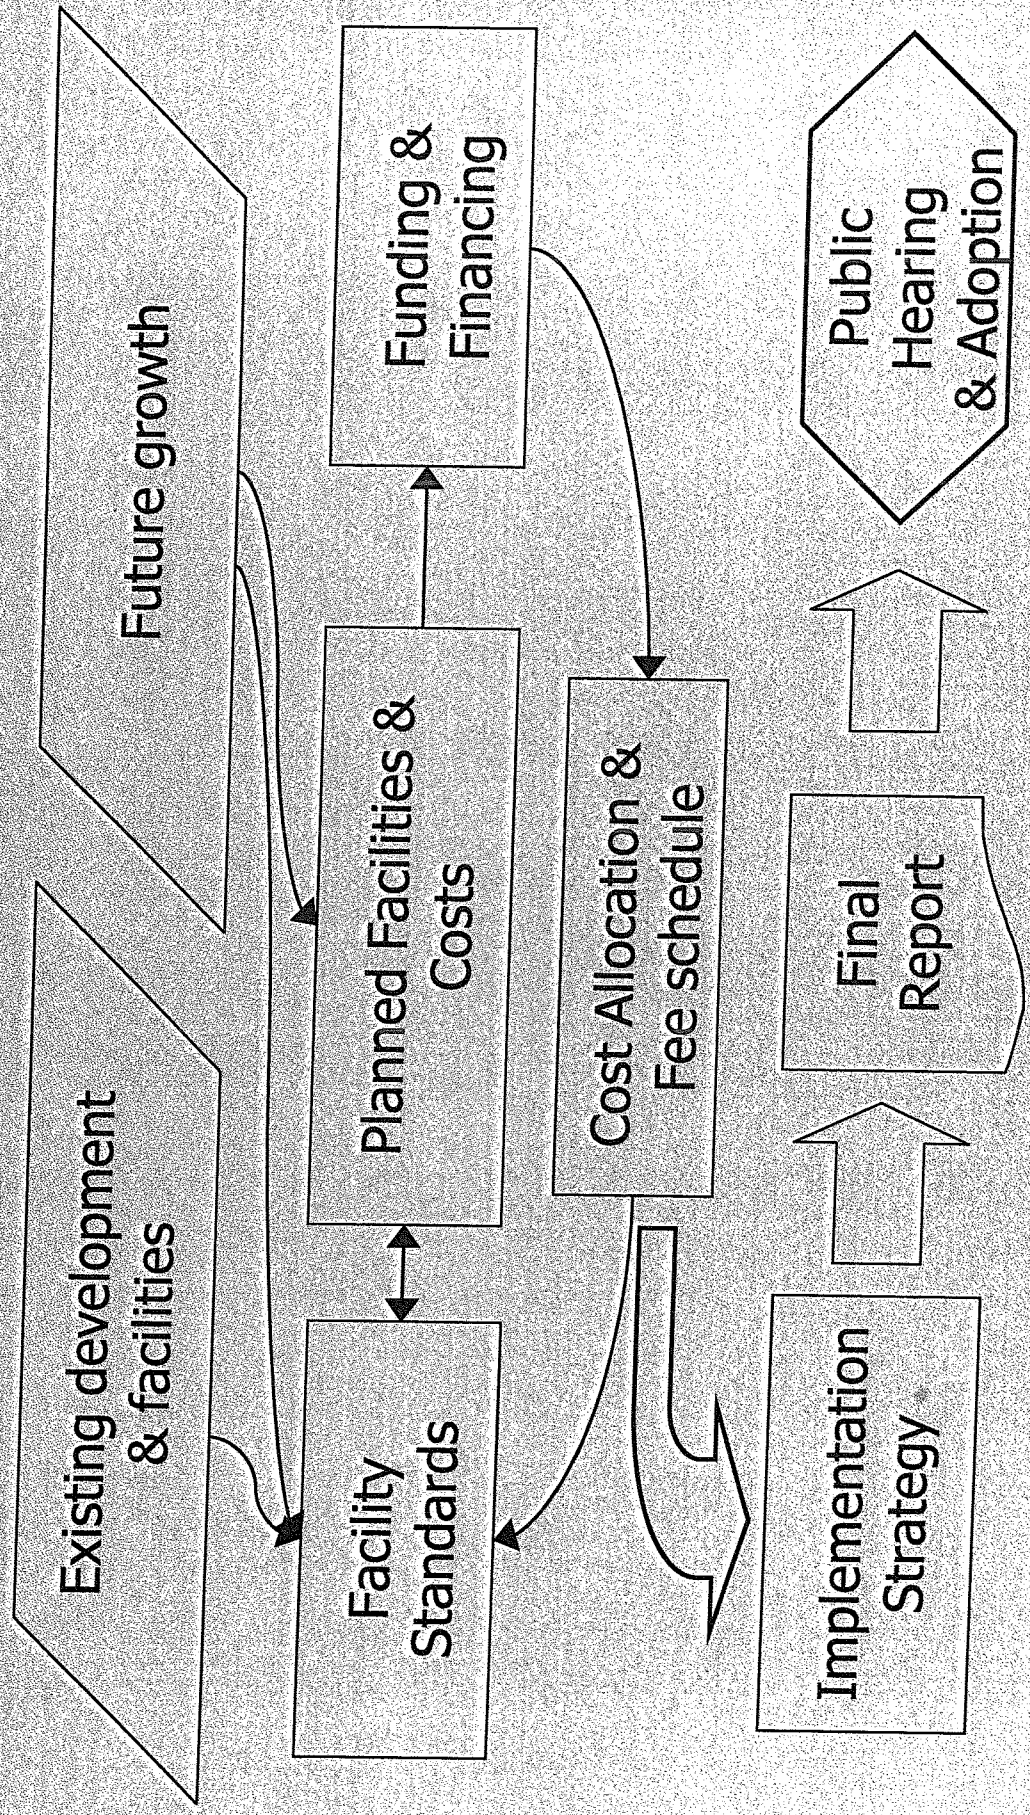 Existing development
& facilities
Future growth
Facility
Standards
Planned Facilities &
Costs
Funding &
Financing
Cost Allocation &
Fee schedule
Implementation
Strategy
Final
Report
Public
Hearing
& Adoption